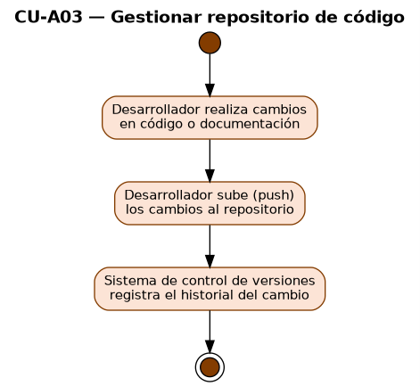 CU-A03 — Gestionar repositorio de código
Desarrollador realiza cambios
en código o documentación
Desarrollador sube (push)
los cambios al repositorio
Sistema de control de versiones
registra el historial del cambio